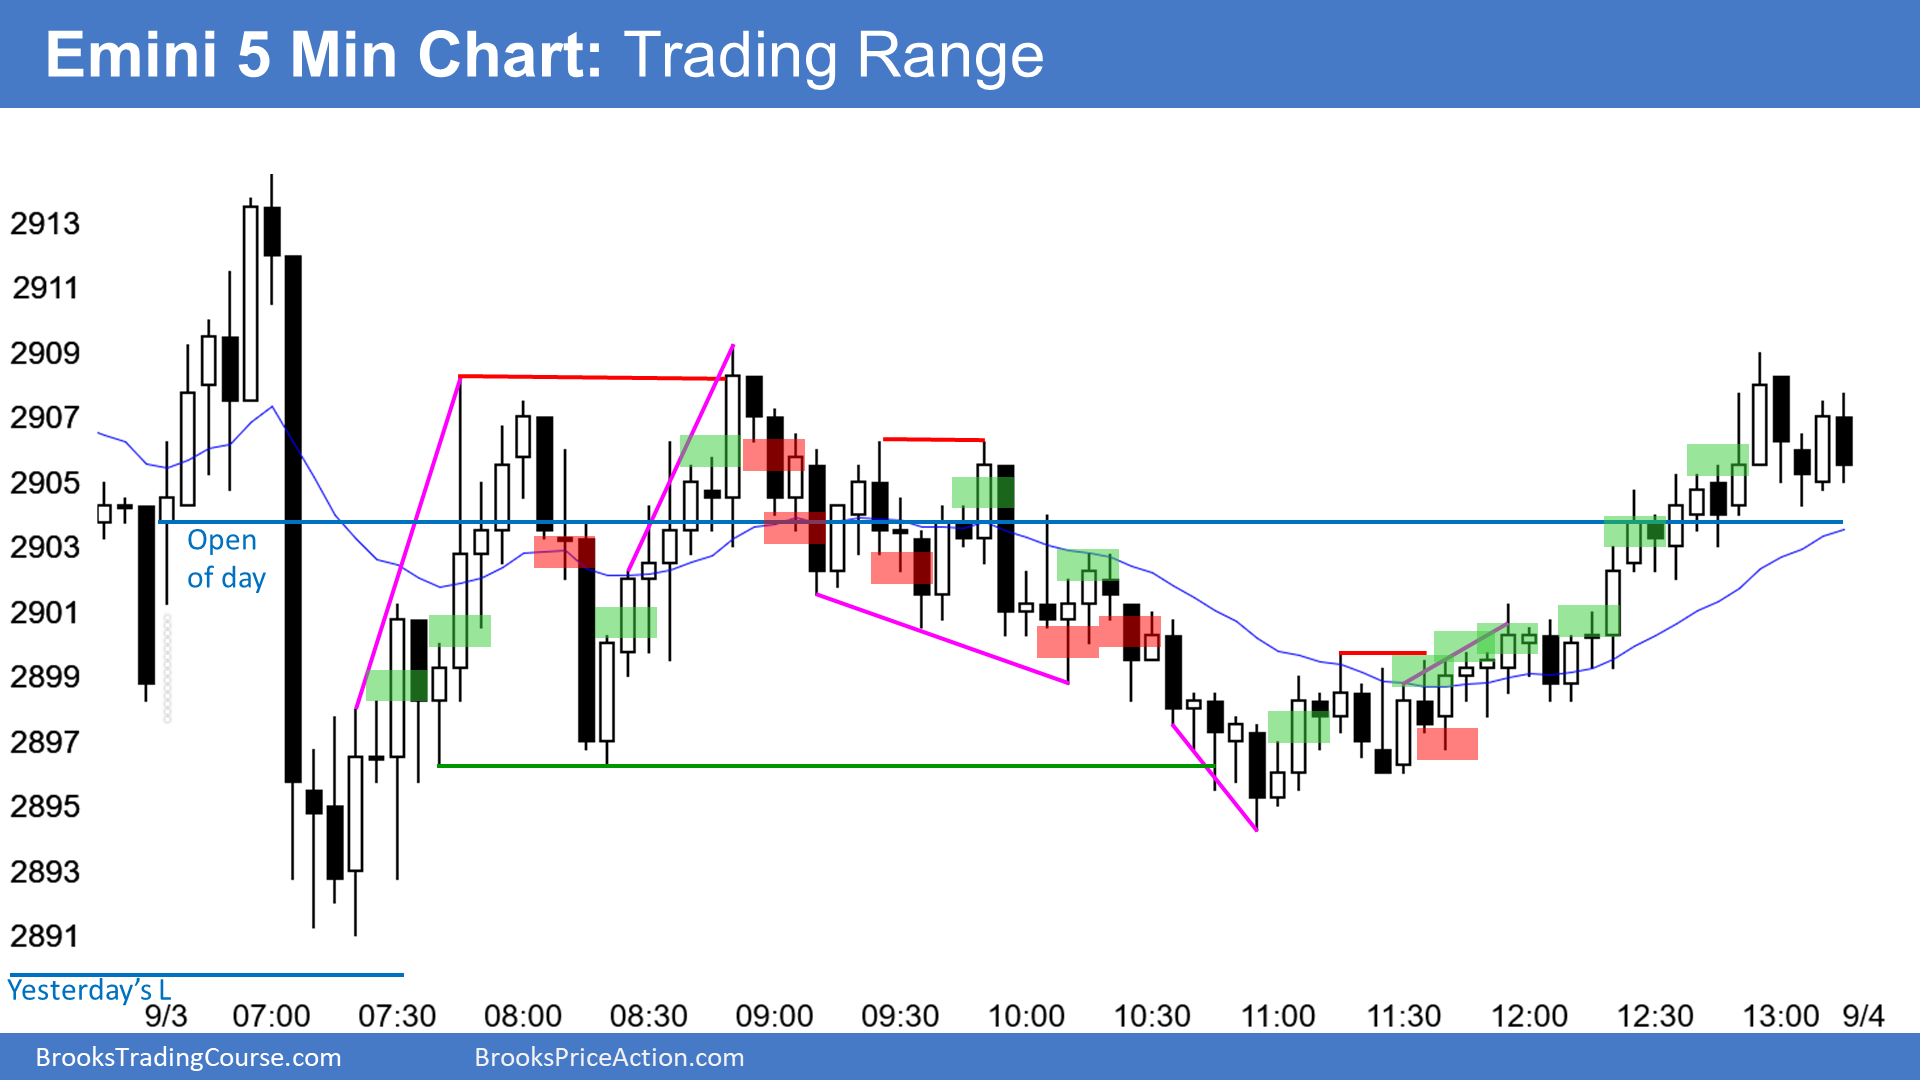 Emini 5 Min Chart: Trading Range
2913
2911
2909
2907
2905
2903
2901
2899
2897
2895
2893
2891
Open
of day
Yesterday's L
9/3 07:00 07:30 08:00 08:30 09:00 09:30 10:00 10:30 11:00 11:30 12:00 12:30 13:00 9/4
BrooksTradingCourse.com BrooksPriceAction.com